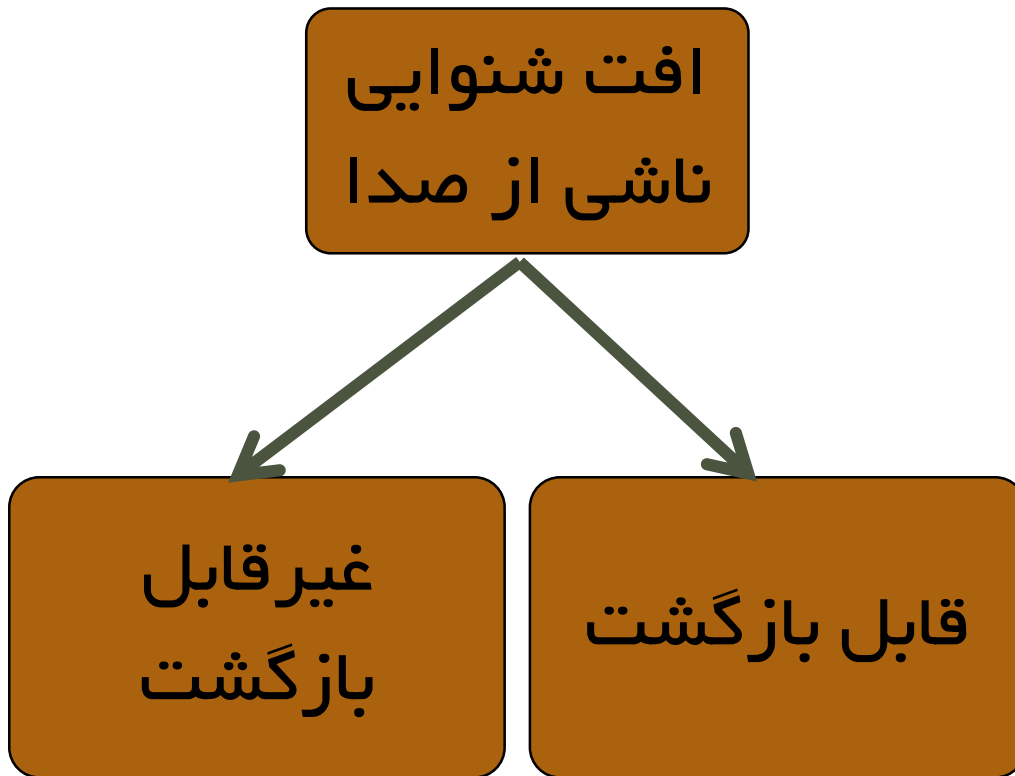 افت شنوایی
ناشی از صدا
قابل بازگشت
غیرقابل
بازگشت